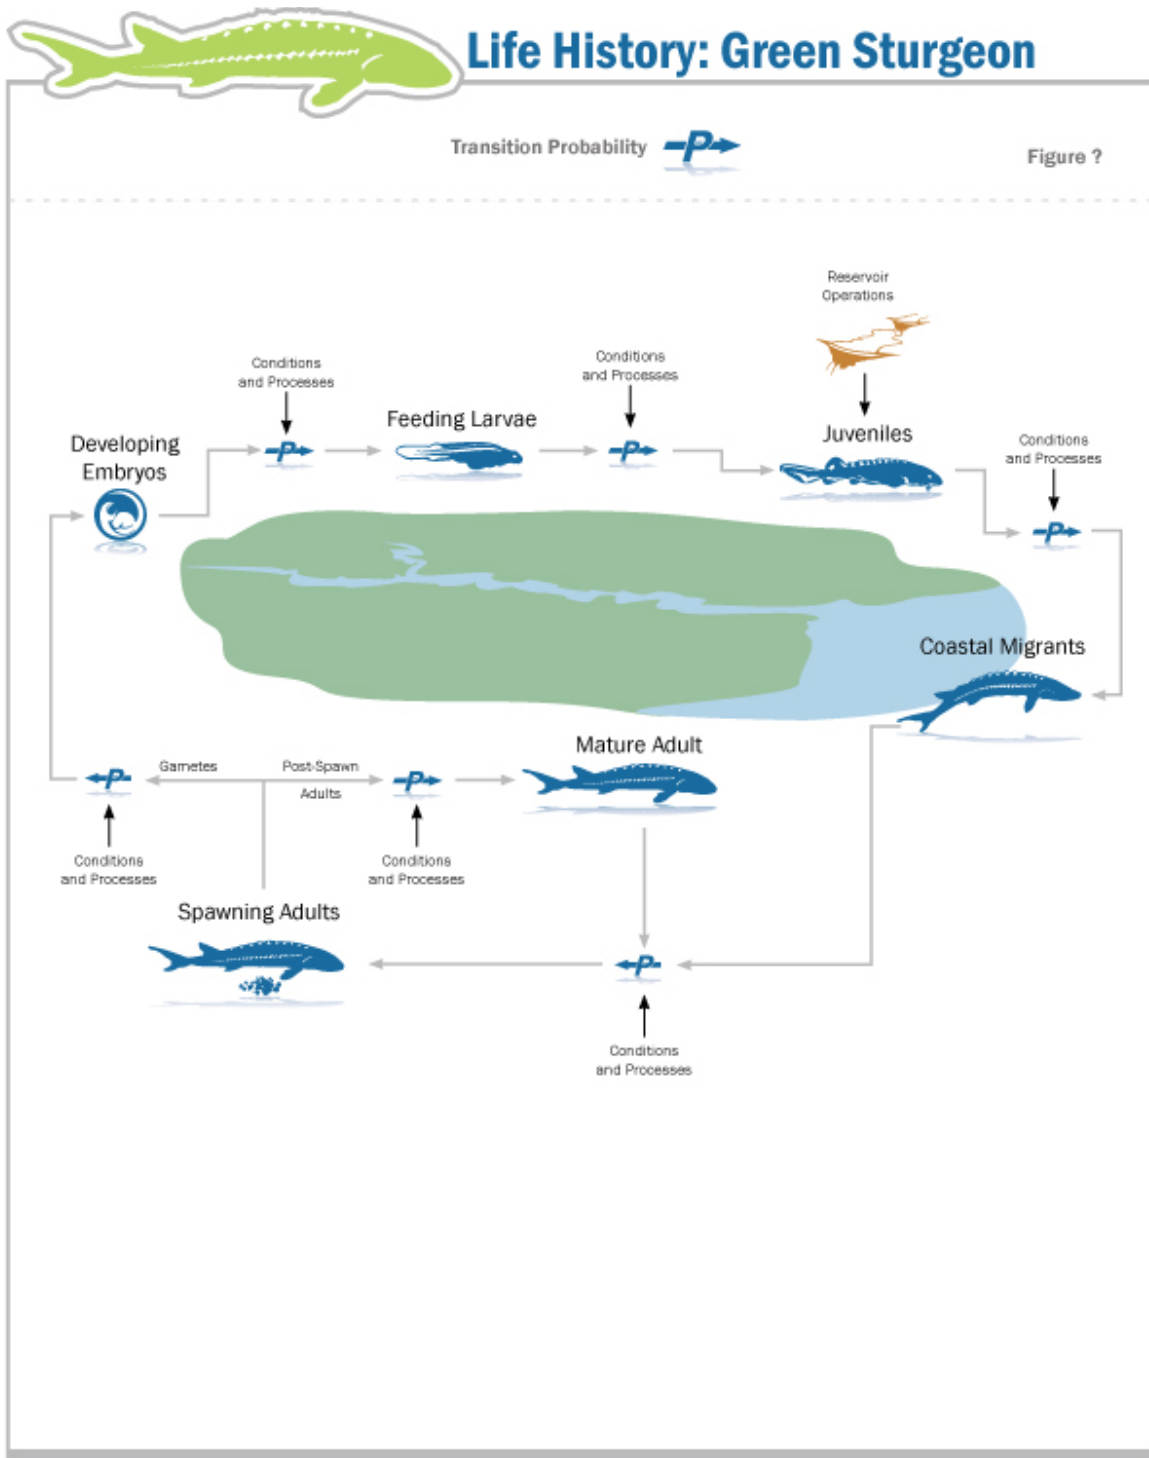 Life History: Green Sturgeon
Transition Probability P
Figure ?
Reservoir
Operations
Conditions
and Processes
Conditions
and Processes
Feeding Larvae
Juveniles
Developing
Embryos
Conditions
and Processes
P
P
P
Coastal Migrants
Mature Adult
Gametes
Post-Spawn
Adults
P
P
Conditions
and Processes
Conditions
and Processes
Spawning Adults
P
Conditions
and Processes